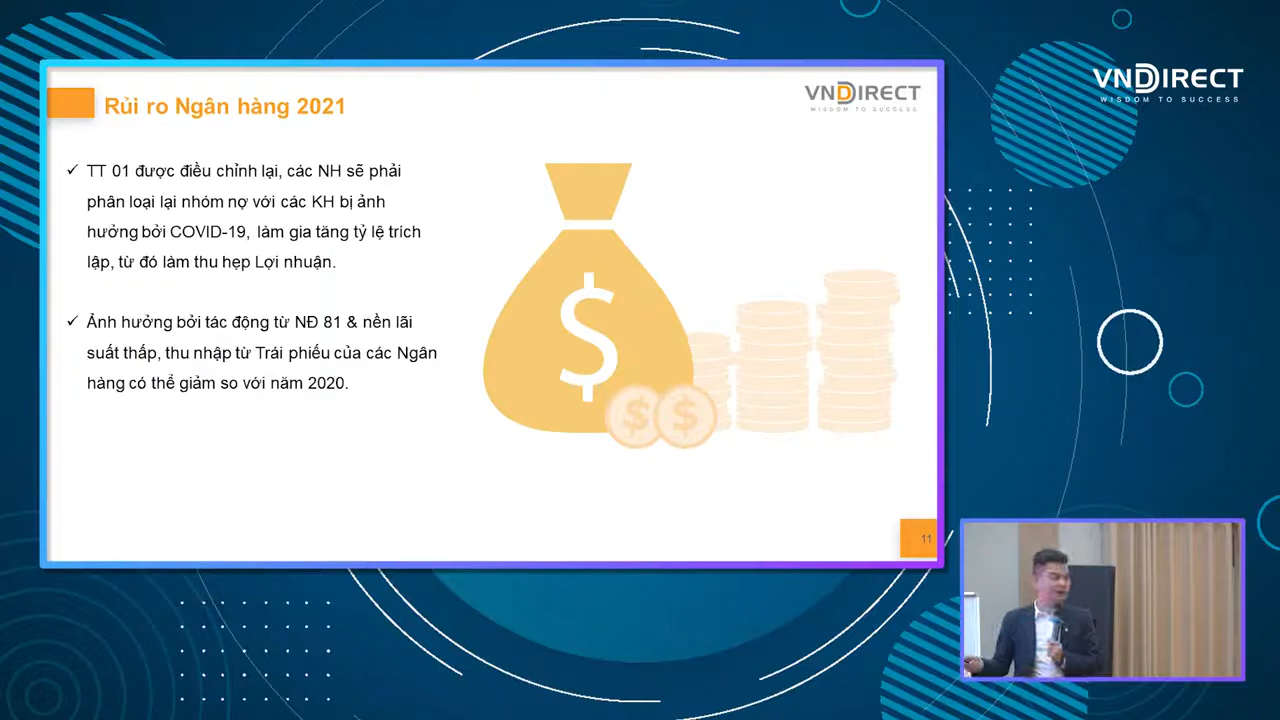 Rủi ro Ngân hàng 2021
VNDIRECT
WISDOM TO SUCCESS
TT 01 được điều chỉnh lại, các NH sẽ phải
phân loại lại nhóm nợ với các KH bị ảnh
hưởng bởi COVID-19, làm gia tăng tỷ lệ trích
lập, từ đó làm thu hẹp Lợi nhuận.
Ảnh hưởng bởi tác động từ NĐ 81 & nền lãi
suất thấp, thu nhập từ Trái phiếu của các Ngân
hàng có thể giảm so với năm 2020.
$
$ $
11
VNDIRECT
WISDOM TO SUCCESS